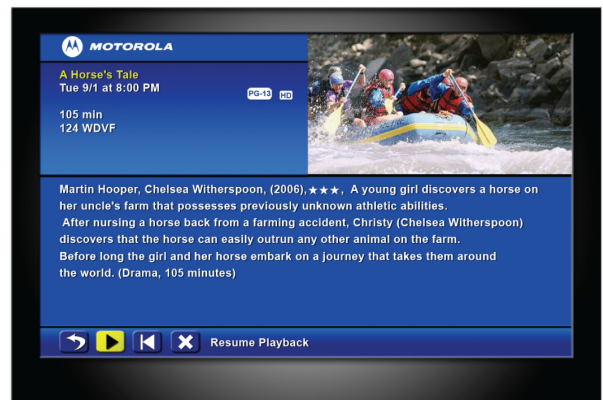 MOTOROLA
A Horse's Tale
Tue 9/1 at 8:00 PM
PG-13 HD
105 min
124 WDVF
Martin Hooper, Chelsea Witherspoon, (2006),★★★, A young girl discovers a horse on
her uncle's farm that possesses previously unknown athletic abilities.
After nursing a horse back from a farming accident, Christy (Chelsea Witherspoon)
discovers that the horse can easily outrun any other animal on the farm.
Before long the girl and her horse embark on a journey that takes them around
the world. (Drama, 105 minutes)
Resume Playback